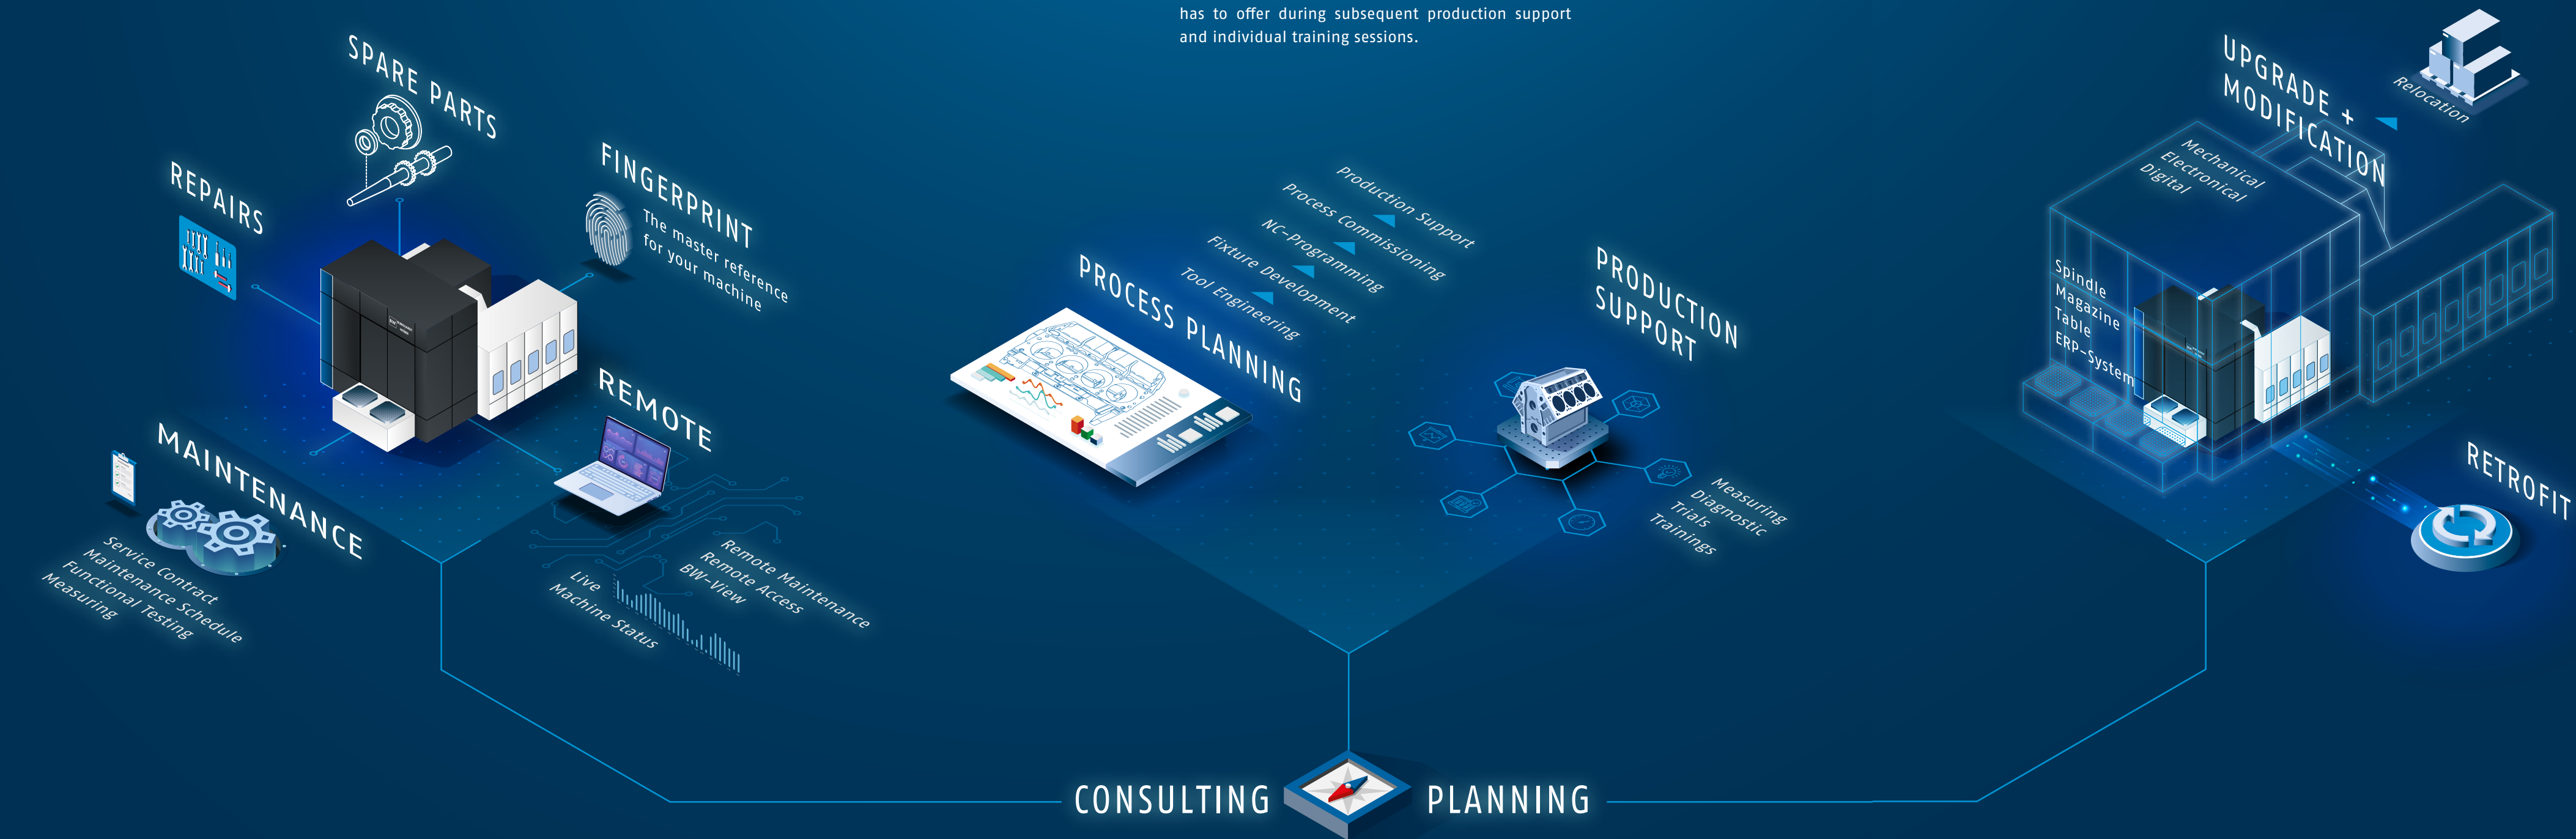 has to offer during subsequent production support
and individual training sessions.
SPARE PARTS
REPAIRS
FINGERPRINT
The master reference
for your machine
REMOTE
Remote Maintenance
Remote Access
BW-View
Live
Machine Status
MAINTENANCE
Service Contract
Maintenance Schedule
Functional Testing
Measuring
PROCESS PLANNING
Production Support
Process Commissioning
NC-Programming
Fixture Development
Tool Engineering
PRODUCTION
SUPPORT
Measuring
Diagnostic
Trials
Trainings
UPGRADE +
MODIFICATION
Relocation
Mechanical
Electronical
Digital
Spindle
Magazine
Table
ERP-System
RETROFIT
CONSULTING
PLANNING